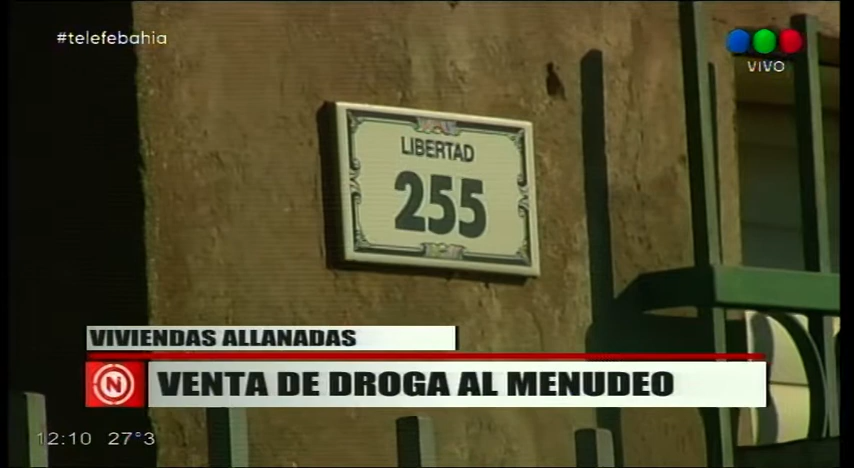 #telefebahia
VIVO
LIBERTAD
255
VIVIENDAS ALLANADAS
N
VENTA DE DROGA AL MENUDEO
12:10 27°3